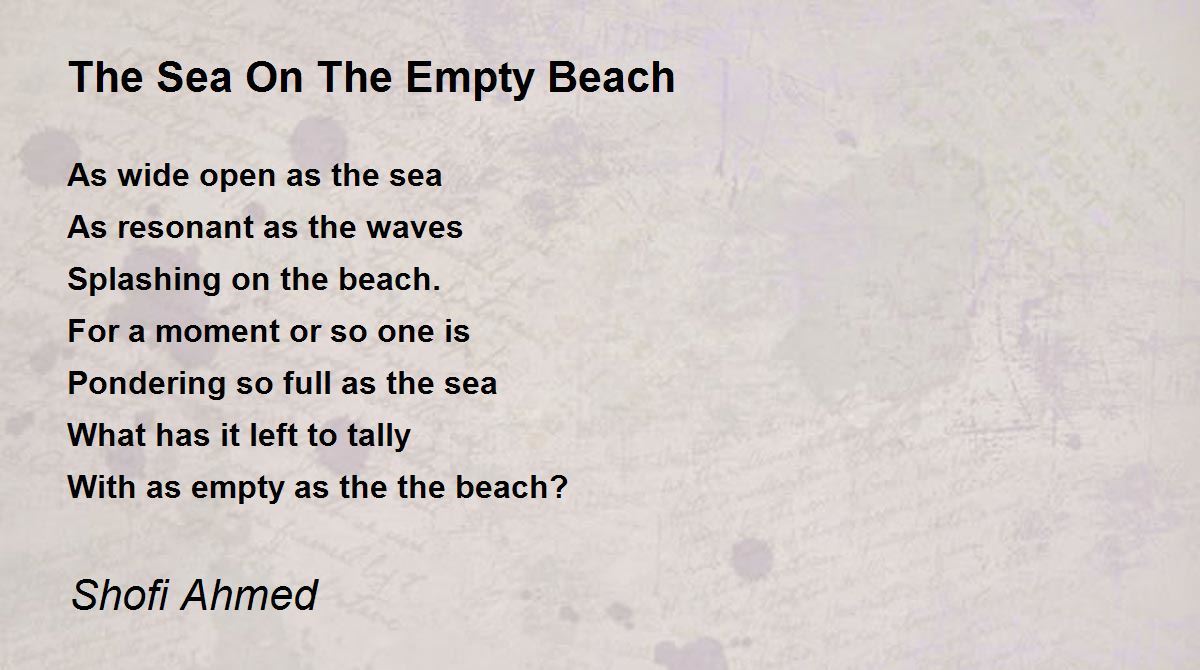 The Sea On The Empty Beach
As wide open as the sea
As resonant as the waves
Splashing on the beach.
For a moment or so one is
Pondering so full as the sea
What has it left to tally
With as empty as the the beach?
Shofi Ahmed